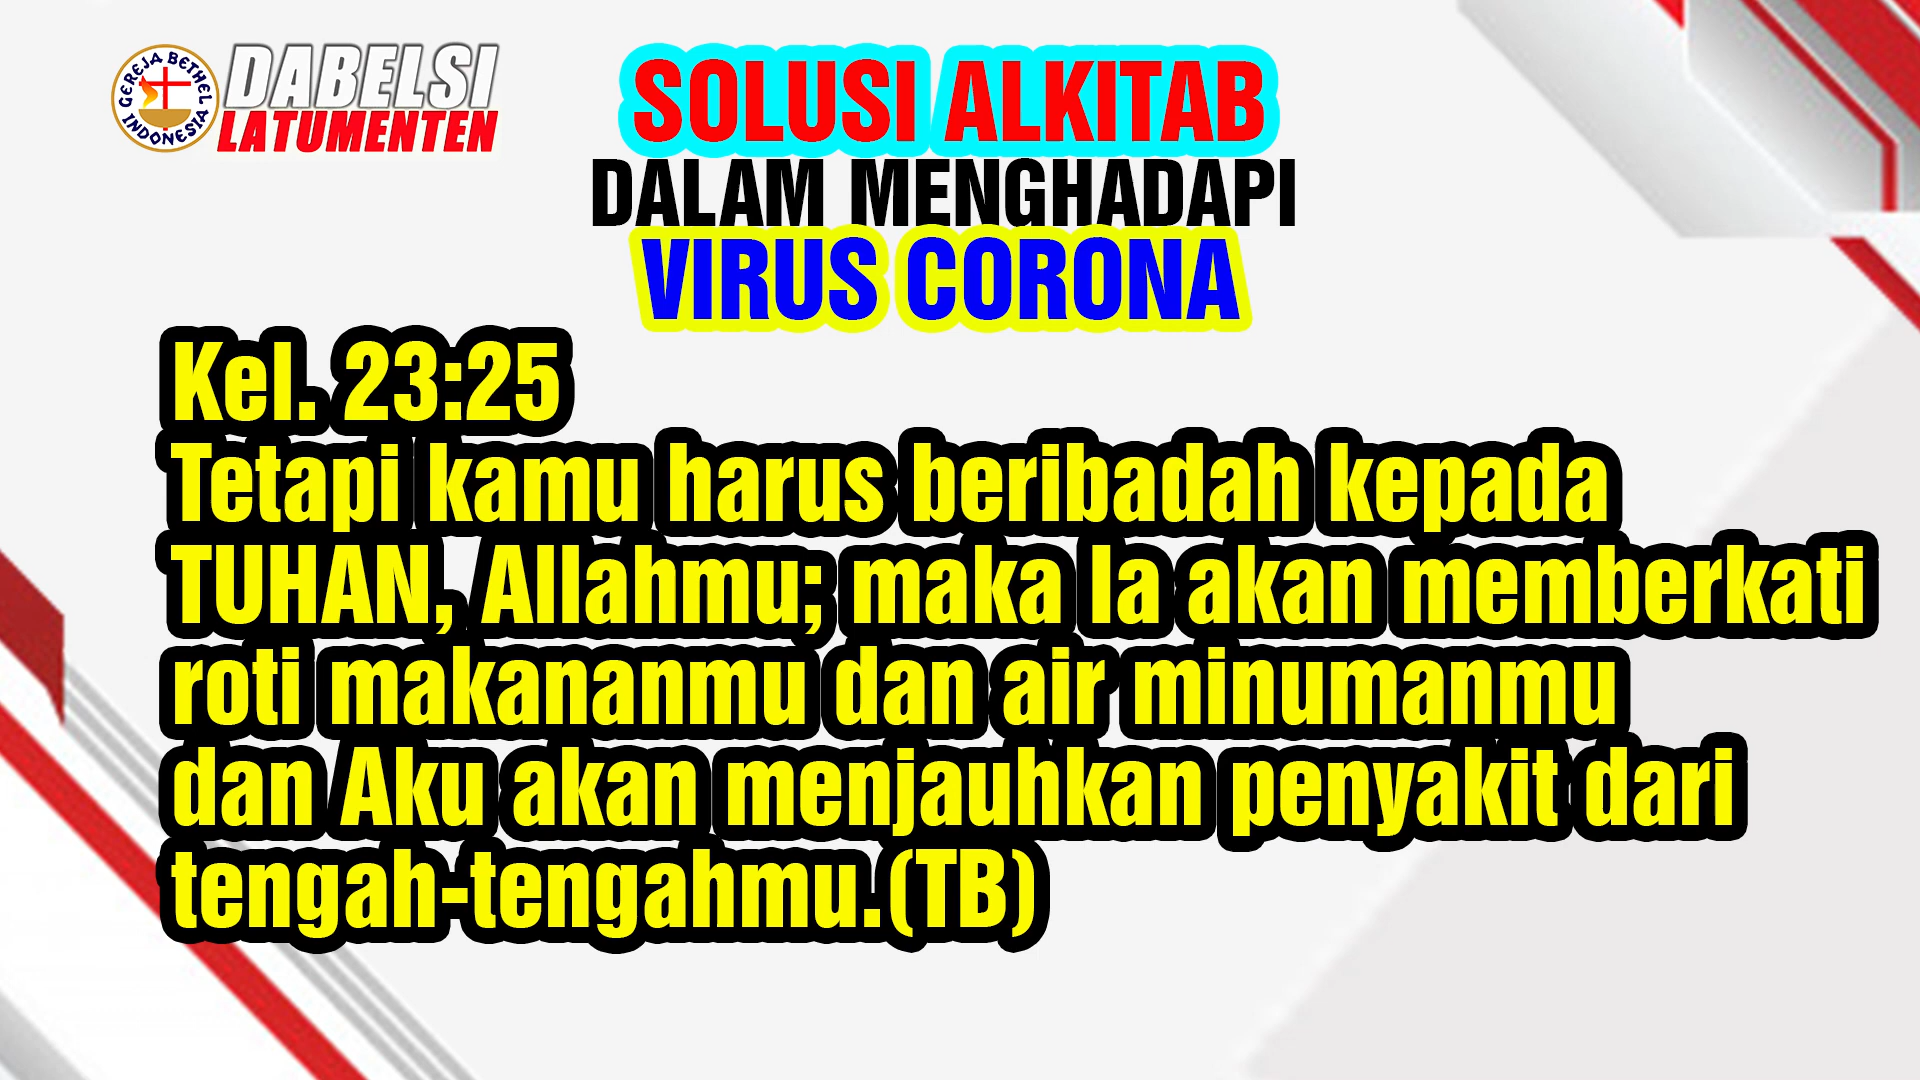 GEREJA BETHEL INDONESIA
DABELSI
LATUMENTEN
SOLUSI ALKITAB
DALAM MENGHADAPI
VIRUS CORONA
Kel. 23:25
Tetapi kamu harus beribadah kepada
TUHAN, Allahmu; maka Ia akan memberkati
roti makananmu dan air minumanmu
dan Aku akan menjauhkan penyakit dari
tengah-tengahmu.(TB)